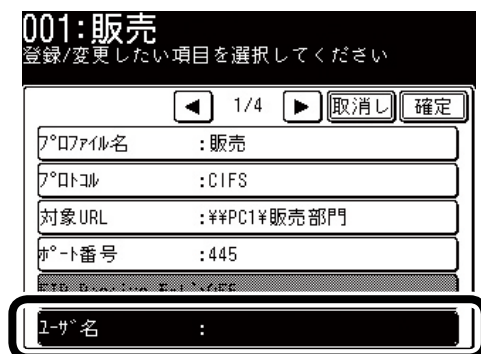 001:販売
登録/変更したい項目を選択してください
◀ 1/4 ▶ 取消し 確定
ﾌﾟﾛﾌｧｲﾙ名 :販売
ﾌﾟﾛﾄｺﾙ :CIFS
対象URL :¥¥PC1¥販売部門
ﾎﾟｰﾄ番号 :445
ﾕｰｻﾞ名 :